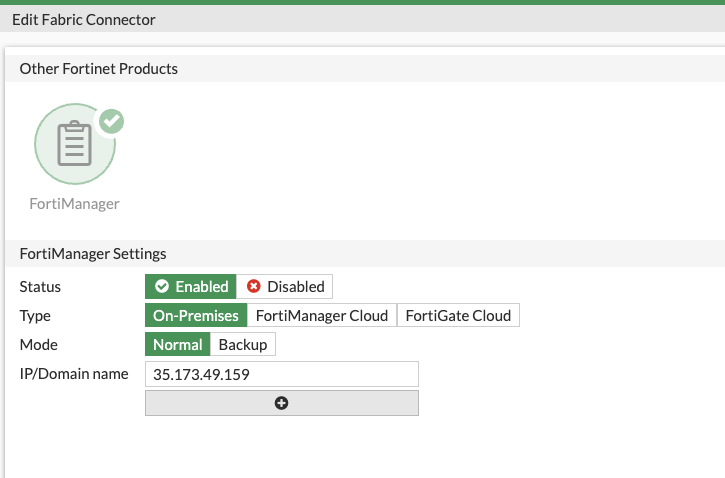 Edit Fabric Connector
Other Fortinet Products
FortiManager
FortiManager Settings
Status Enabled Disabled
Type On-Premises FortiManager Cloud FortiGate Cloud
Mode Normal Backup
IP/Domain name 35.173.49.159